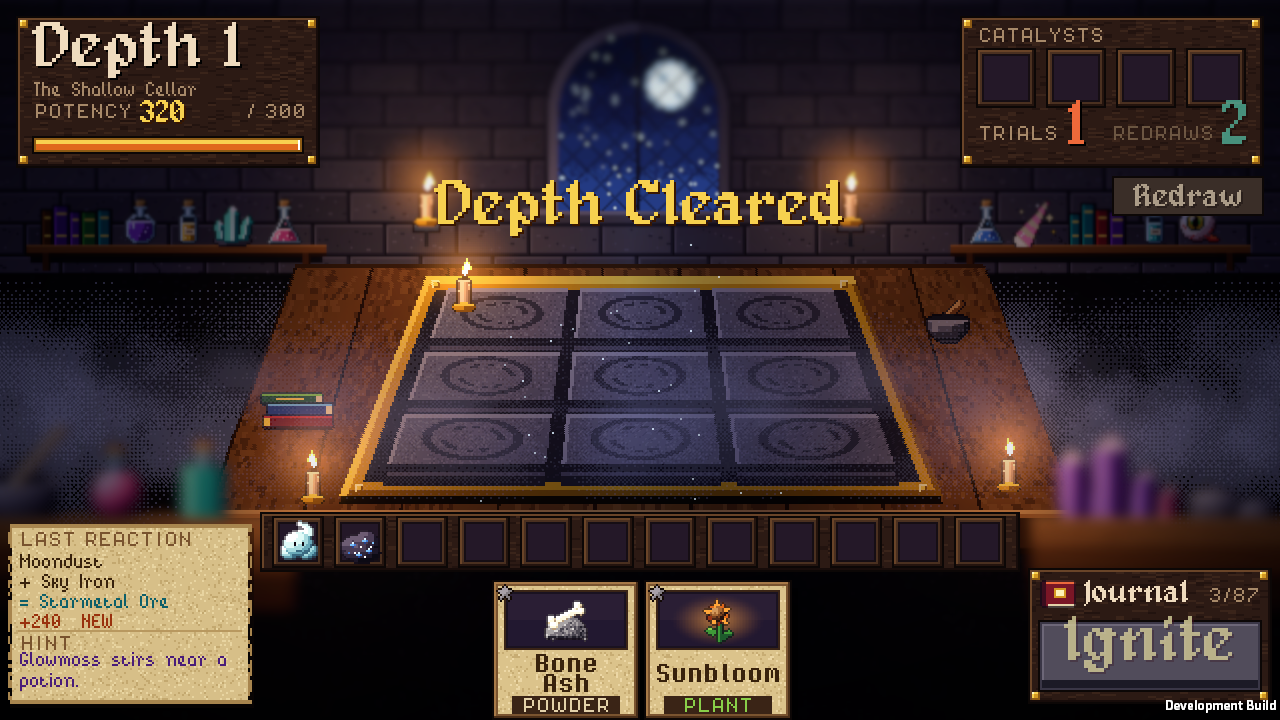 Depth 1
The Shallow Cellar
POTENCY 320 / 300
CATALYSTS
TRIALS 1 REDRAWS 2
Redraw
Depth Cleared
LAST REACTION
Moondust
+ Sky Iron
= Starmetal Ore
+240 NEW
HINT
Glowmoss stirs near a
potion.
Bone
Ash
POWDER
Sunbloom
PLANT
Journal 3/87
Ignite
Development Build